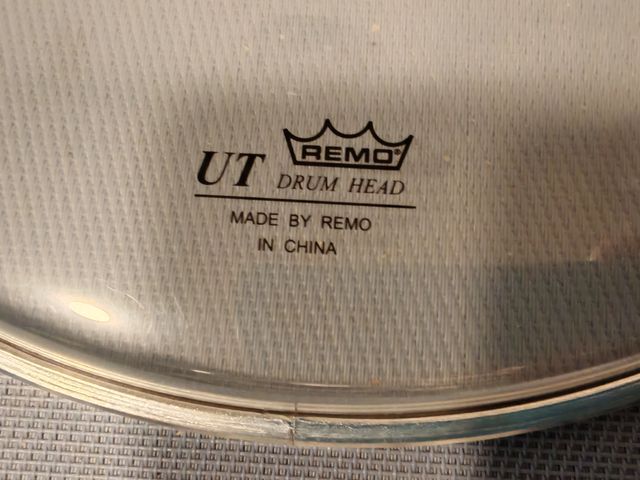 REMO®
UT DRUM HEAD
MADE BY REMO
IN CHINA